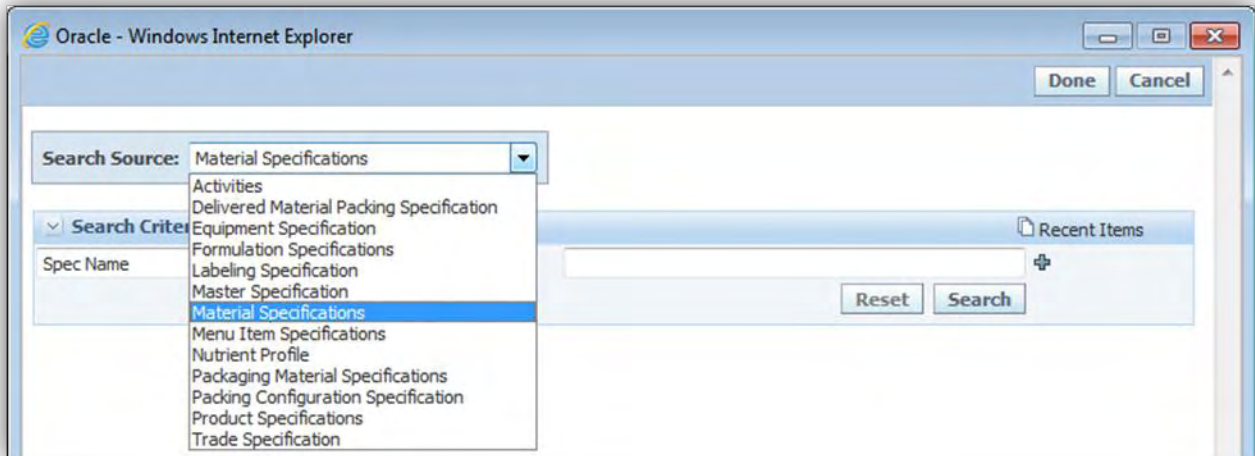 Oracle - Windows Internet Explorer
Done Cancel
Search Source: Material Specifications
Activities
Delivered Material Packing Specification
Search Criter Equipment Specification Recent Items
Formulation Specifications
Spec Name Labeling Specification
Master Specification
Material Specifications Reset Search
Menu Item Specifications
Nutrient Profile
Packaging Material Specifications
Packing Configuration Specification
Product Specifications
Trade Specification